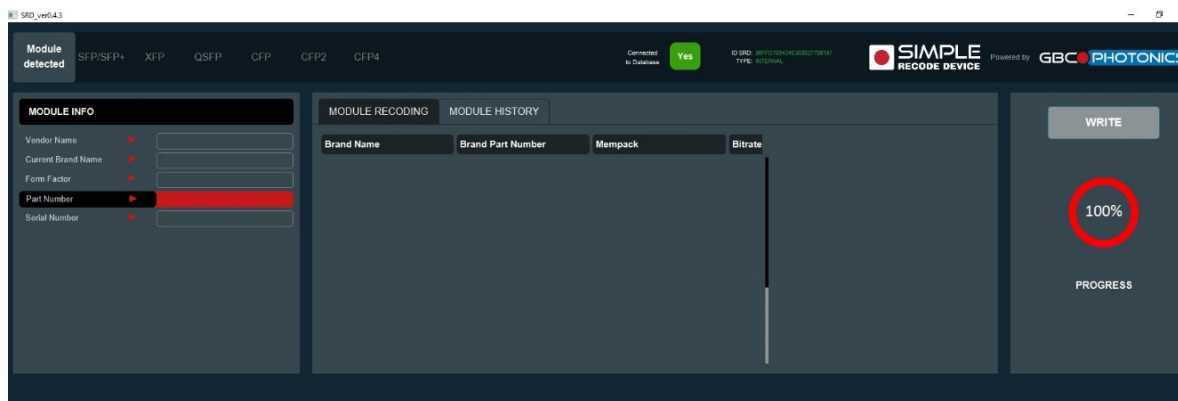 SRD_ver0.4.3
Module detected
SFP/SFP+ XFP QSFP CFP CFP2 CFP4
Connected to Database
Yes
ID SRD:
TYPE: INTERNAL
SIMPLE
RECODE DEVICE
Powered by GBC PHOTONICS
MODULE INFO
Vendor Name
Current Brand Name
Form Factor
Part Number
Serial Number
MODULE RECODING MODULE HISTORY
Brand Name Brand Part Number Mempack Bitrate
WRITE
100%
PROGRESS